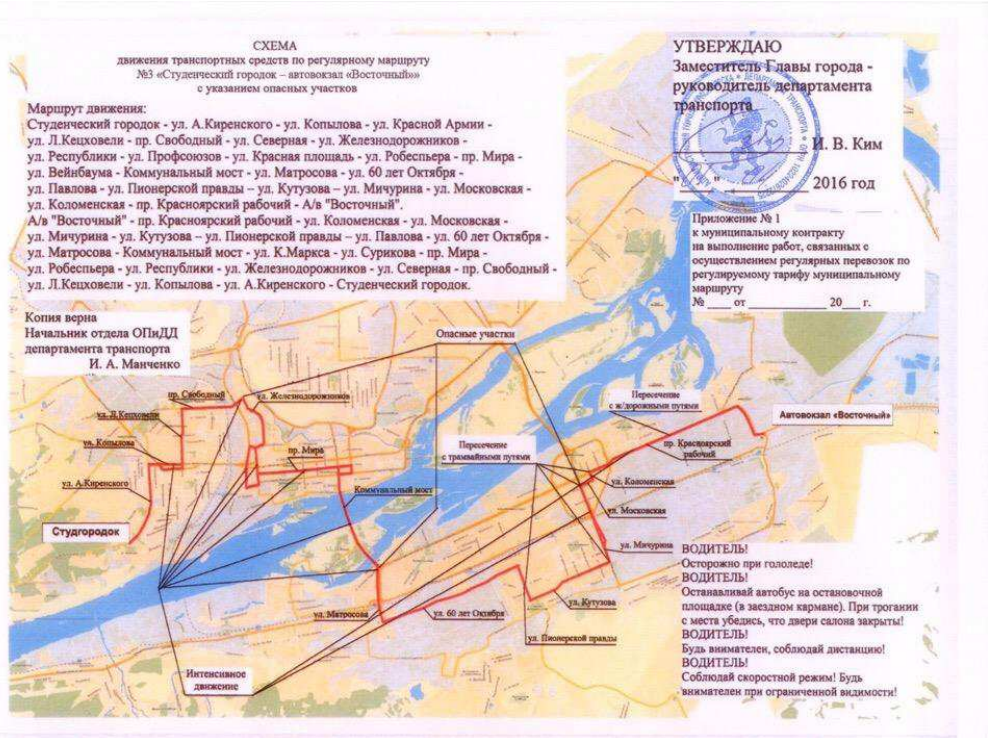 СХЕМА
движения транспортных средств по регулярному маршруту
№3 «Студенческий городок – автовокзал «Восточный»»
с указанием опасных участков
Маршрут движения:
Студенческий городок - ул. А.Киренского - ул. Копылова - ул. Красной Армии -
ул. Л.Кецховели - пр. Свободный - ул. Северная - ул. Железнодорожников -
ул. Республики - ул. Профсоюзов - ул. Красная площадь - ул. Робеспьера - пр. Мира -
ул. Вейнбаума - Коммунальный мост - ул. Матросова - ул. 60 лет Октября -
ул. Павлова - ул. Пионерской правды – ул. Кутузова – ул. Мичурина - ул. Московская -
ул. Коломенская - пр. Красноярский рабочий - А/в "Восточный".
А/в "Восточный" - пр. Красноярский рабочий - ул. Коломенская - ул. Московская -
ул. Мичурина - ул. Кутузова – ул. Пионерской правды – ул. Павлова - ул. 60 лет Октября -
ул. Матросова - Коммунальный мост - ул. К.Маркса - ул. Сурикова - пр. Мира -
ул. Робеспьера - ул. Республики - ул. Железнодорожников - ул. Северная - пр. Свободный -
ул. Л.Кецховели - ул. Копылова - ул. А.Киренского - Студенческий городок.
УТВЕРЖДАЮ
Заместитель Главы города -
руководитель департамента
транспорта
И. В. Ким
"___" ________ 2016 год
Приложение № 1
к муниципальному контракту
на выполнение работ, связанных с
осуществлением регулярных перевозок по
регулируемому тарифу муниципальному
маршруту
№ ______ от ____________ 20___ г.
Копия верна
Начальник отдела ОПиДД
департамента транспорта
И. А. Манченко
Опасные участки
пр. Свободный
ул. Железнодорожников
ул. Л.Кецховели
ул. Копылова
пр. Мира
ул. А.Киренского
Коммунальный мост
Студгородок
Пересечение
с ж/дорожными путями
Автовокзал «Восточный»
Пересечение
с трамвайными путями
пр. Красноярский
рабочий
ул. Коломенская
ул. Московская
ул. Мичурина
ул. Матросова
ул. 60 лет Октября
ул. Кутузова
ул. Пионерской правды
Интенсивное
движение
ВОДИТЕЛЬ!
Осторожно при гололеде!
ВОДИТЕЛЬ!
Останавливай автобус на остановочной
площадке (в заездном кармане). При трогании
с места убедись, что двери салона закрыты!
ВОДИТЕЛЬ!
Будь внимателен, соблюдай дистанцию!
ВОДИТЕЛЬ!
Соблюдай скоростной режим! Будь
внимателен при ограниченной видимости!